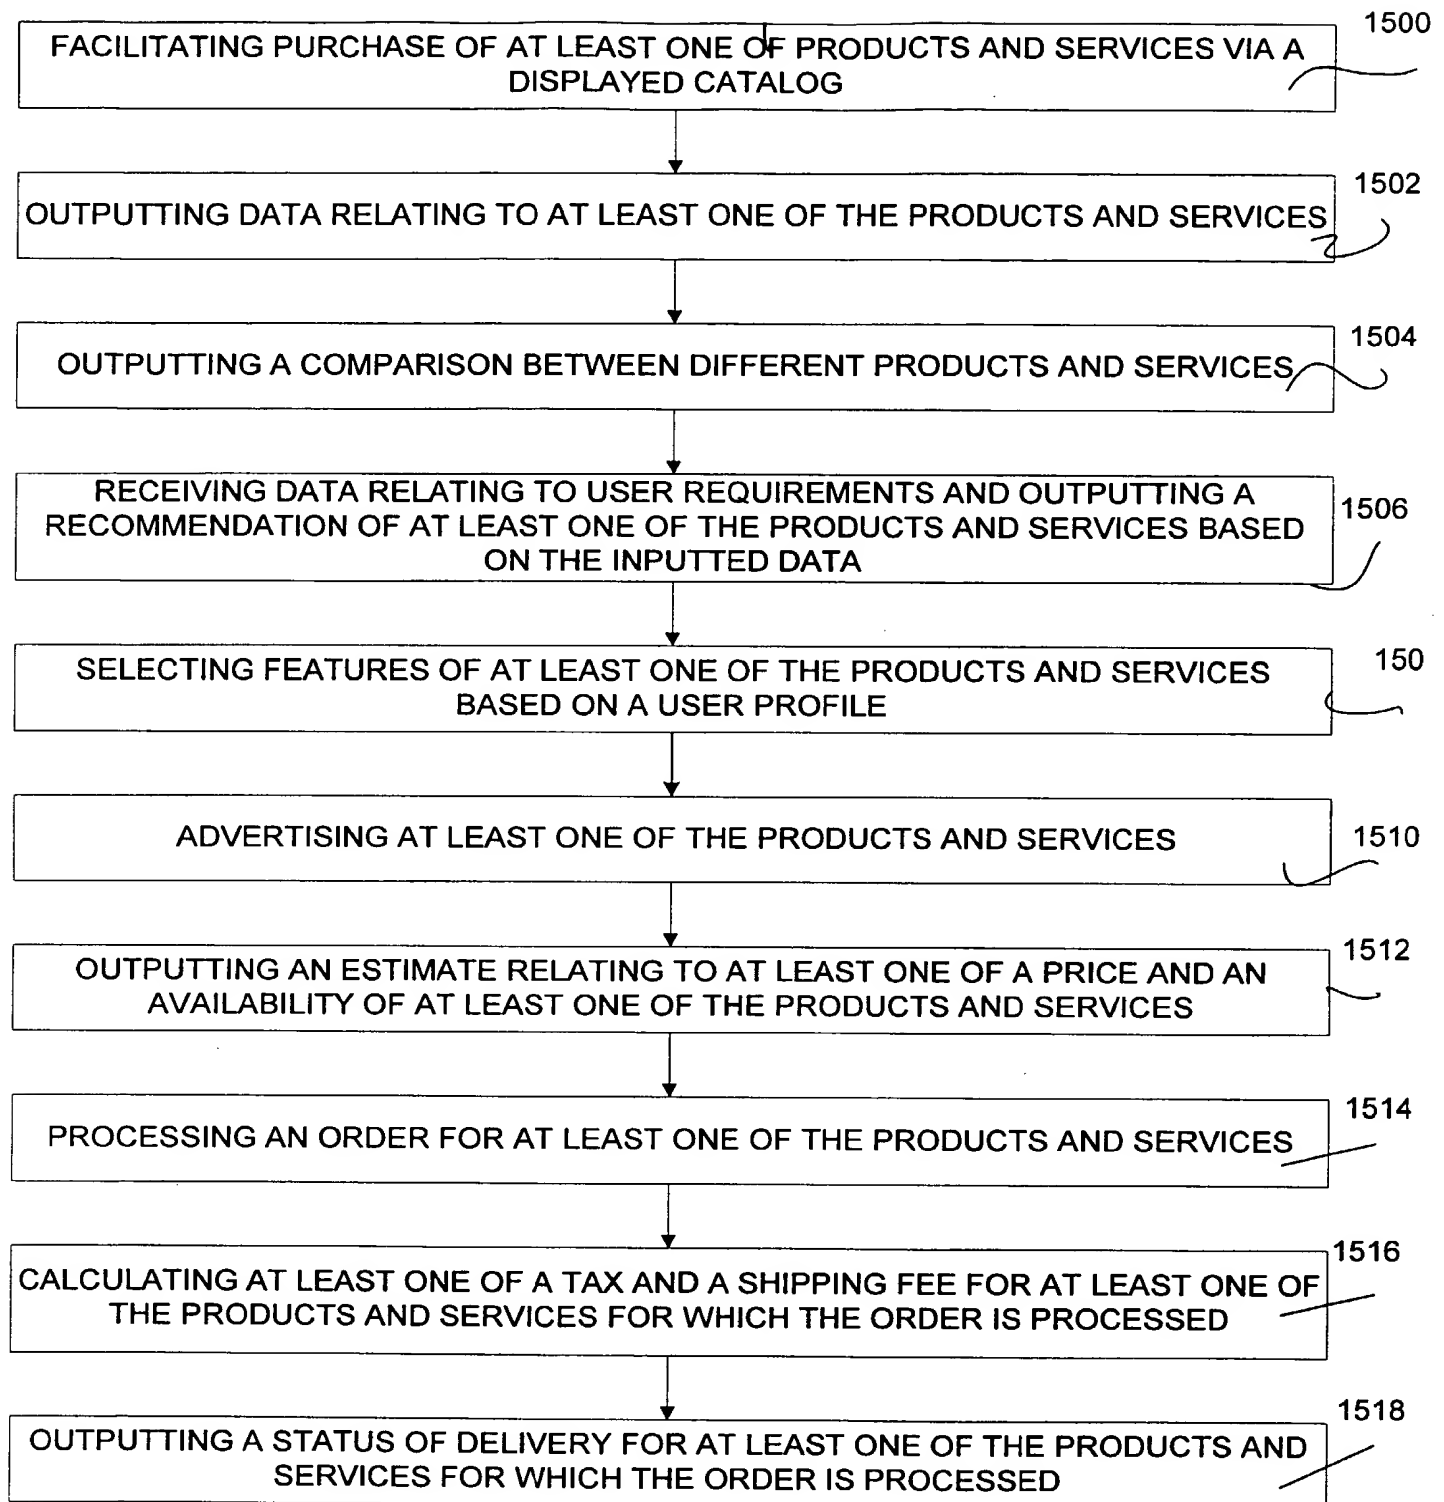 1500
FACILITATING PURCHASE OF AT LEAST ONE OF PRODUCTS AND SERVICES VIA A
DISPLAYED CATALOG
1502
OUTPUTTING DATA RELATING TO AT LEAST ONE OF THE PRODUCTS AND SERVICES
1504
OUTPUTTING A COMPARISON BETWEEN DIFFERENT PRODUCTS AND SERVICES
RECEIVING DATA RELATING TO USER REQUIREMENTS AND OUTPUTTING A
1506
RECOMMENDATION OF AT LEAST ONE OF THE PRODUCTS AND SERVICES BASED
ON THE INPUTTED DATA
150
SELECTING FEATURES OF AT LEAST ONE OF THE PRODUCTS AND SERVICES
BASED ON A USER PROFILE
1510
ADVERTISING AT LEAST ONE OF THE PRODUCTS AND SERVICES
1512
OUTPUTTING AN ESTIMATE RELATING TO AT LEAST ONE OF A PRICE AND AN
AVAILABILITY OF AT LEAST ONE OF THE PRODUCTS AND SERVICES
1514
PROCESSING AN ORDER FOR AT LEAST ONE OF THE PRODUCTS AND SERVICES
1516
CALCULATING AT LEAST ONE OF A TAX AND A SHIPPING FEE FOR AT LEAST ONE OF
THE PRODUCTS AND SERVICES FOR WHICH THE ORDER IS PROCESSED
1518
OUTPUTTING A STATUS OF DELIVERY FOR AT LEAST ONE OF THE PRODUCTS AND
SERVICES FOR WHICH THE ORDER IS PROCESSED